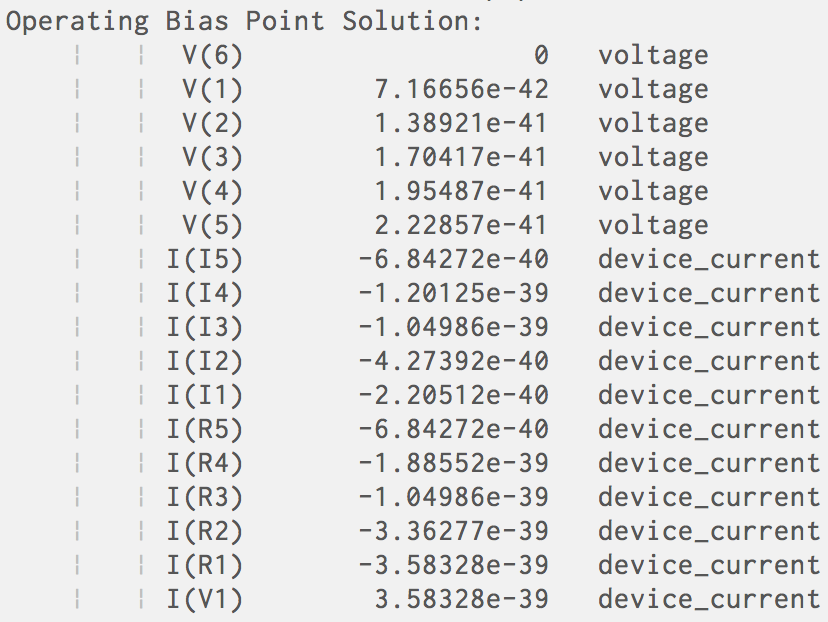 Operating Bias Point Solution:
V(6) 0 voltage
V(1) 7.16656e-42 voltage
V(2) 1.38921e-41 voltage
V(3) 1.70417e-41 voltage
V(4) 1.95487e-41 voltage
V(5) 2.22857e-41 voltage
I(I5) -6.84272e-40 device_current
I(I4) -1.20125e-39 device_current
I(I3) -1.04986e-39 device_current
I(I2) -4.27392e-40 device_current
I(I1) -2.20512e-40 device_current
I(R5) -6.84272e-40 device_current
I(R4) -1.88552e-39 device_current
I(R3) -1.04986e-39 device_current
I(R2) -3.36277e-39 device_current
I(R1) -3.58328e-39 device_current
I(V1) 3.58328e-39 device_current